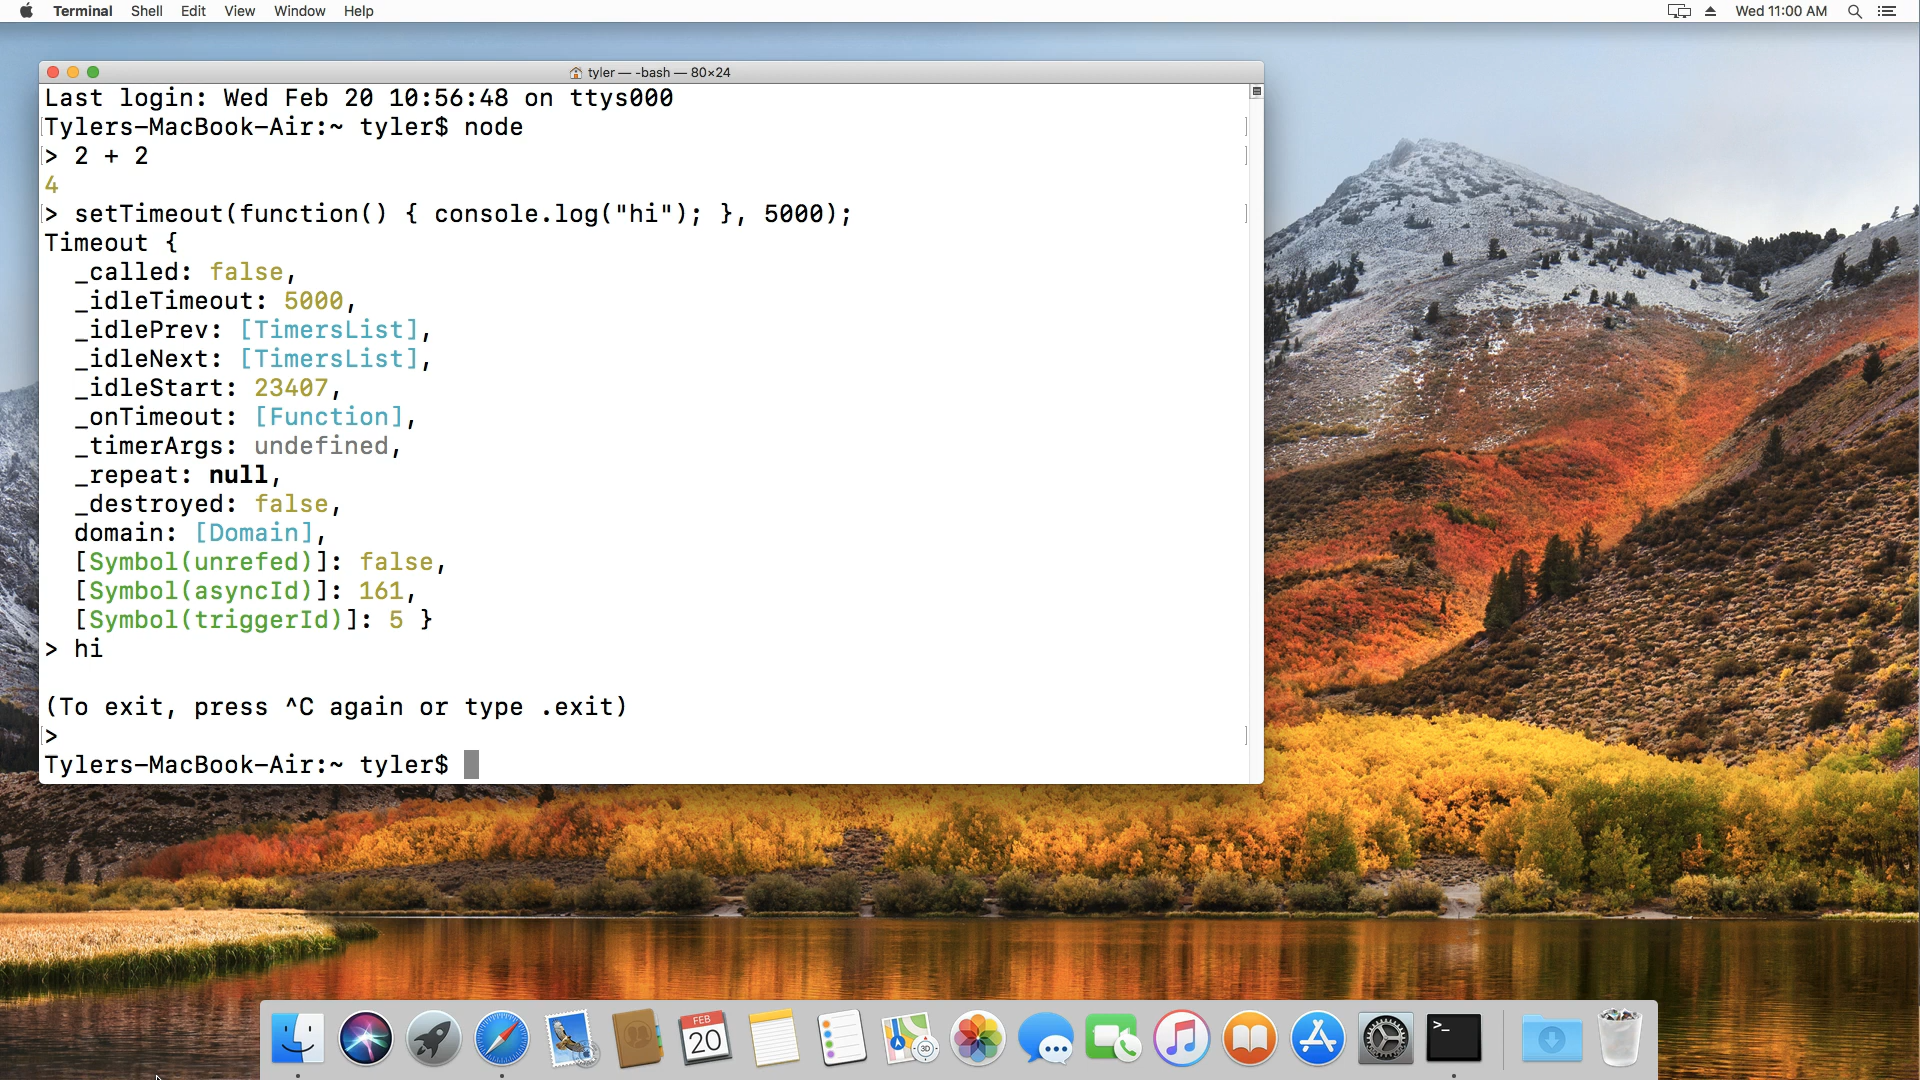 Terminal Shell Edit View Window Help Wed 11:00 AM
tyler — -bash — 80×24
Last login: Wed Feb 20 10:56:48 on ttys000
Tylers-MacBook-Air:~ tyler$ node
> 2 + 2
4
> setTimeout(function() { console.log("hi"); }, 5000);
Timeout {
  _called: false,
  _idleTimeout: 5000,
  _idlePrev: [TimersList],
  _idleNext: [TimersList],
  _idleStart: 23407,
  _onTimeout: [Function],
  _timerArgs: undefined,
  _repeat: null,
  _destroyed: false,
  domain: [Domain],
  [Symbol(unrefed)]: false,
  [Symbol(asyncId)]: 161,
  [Symbol(triggerId)]: 5 }
> hi
(To exit, press ^C again or type .exit)
>
Tylers-MacBook-Air:~ tyler$
FEB
20
3D
>_